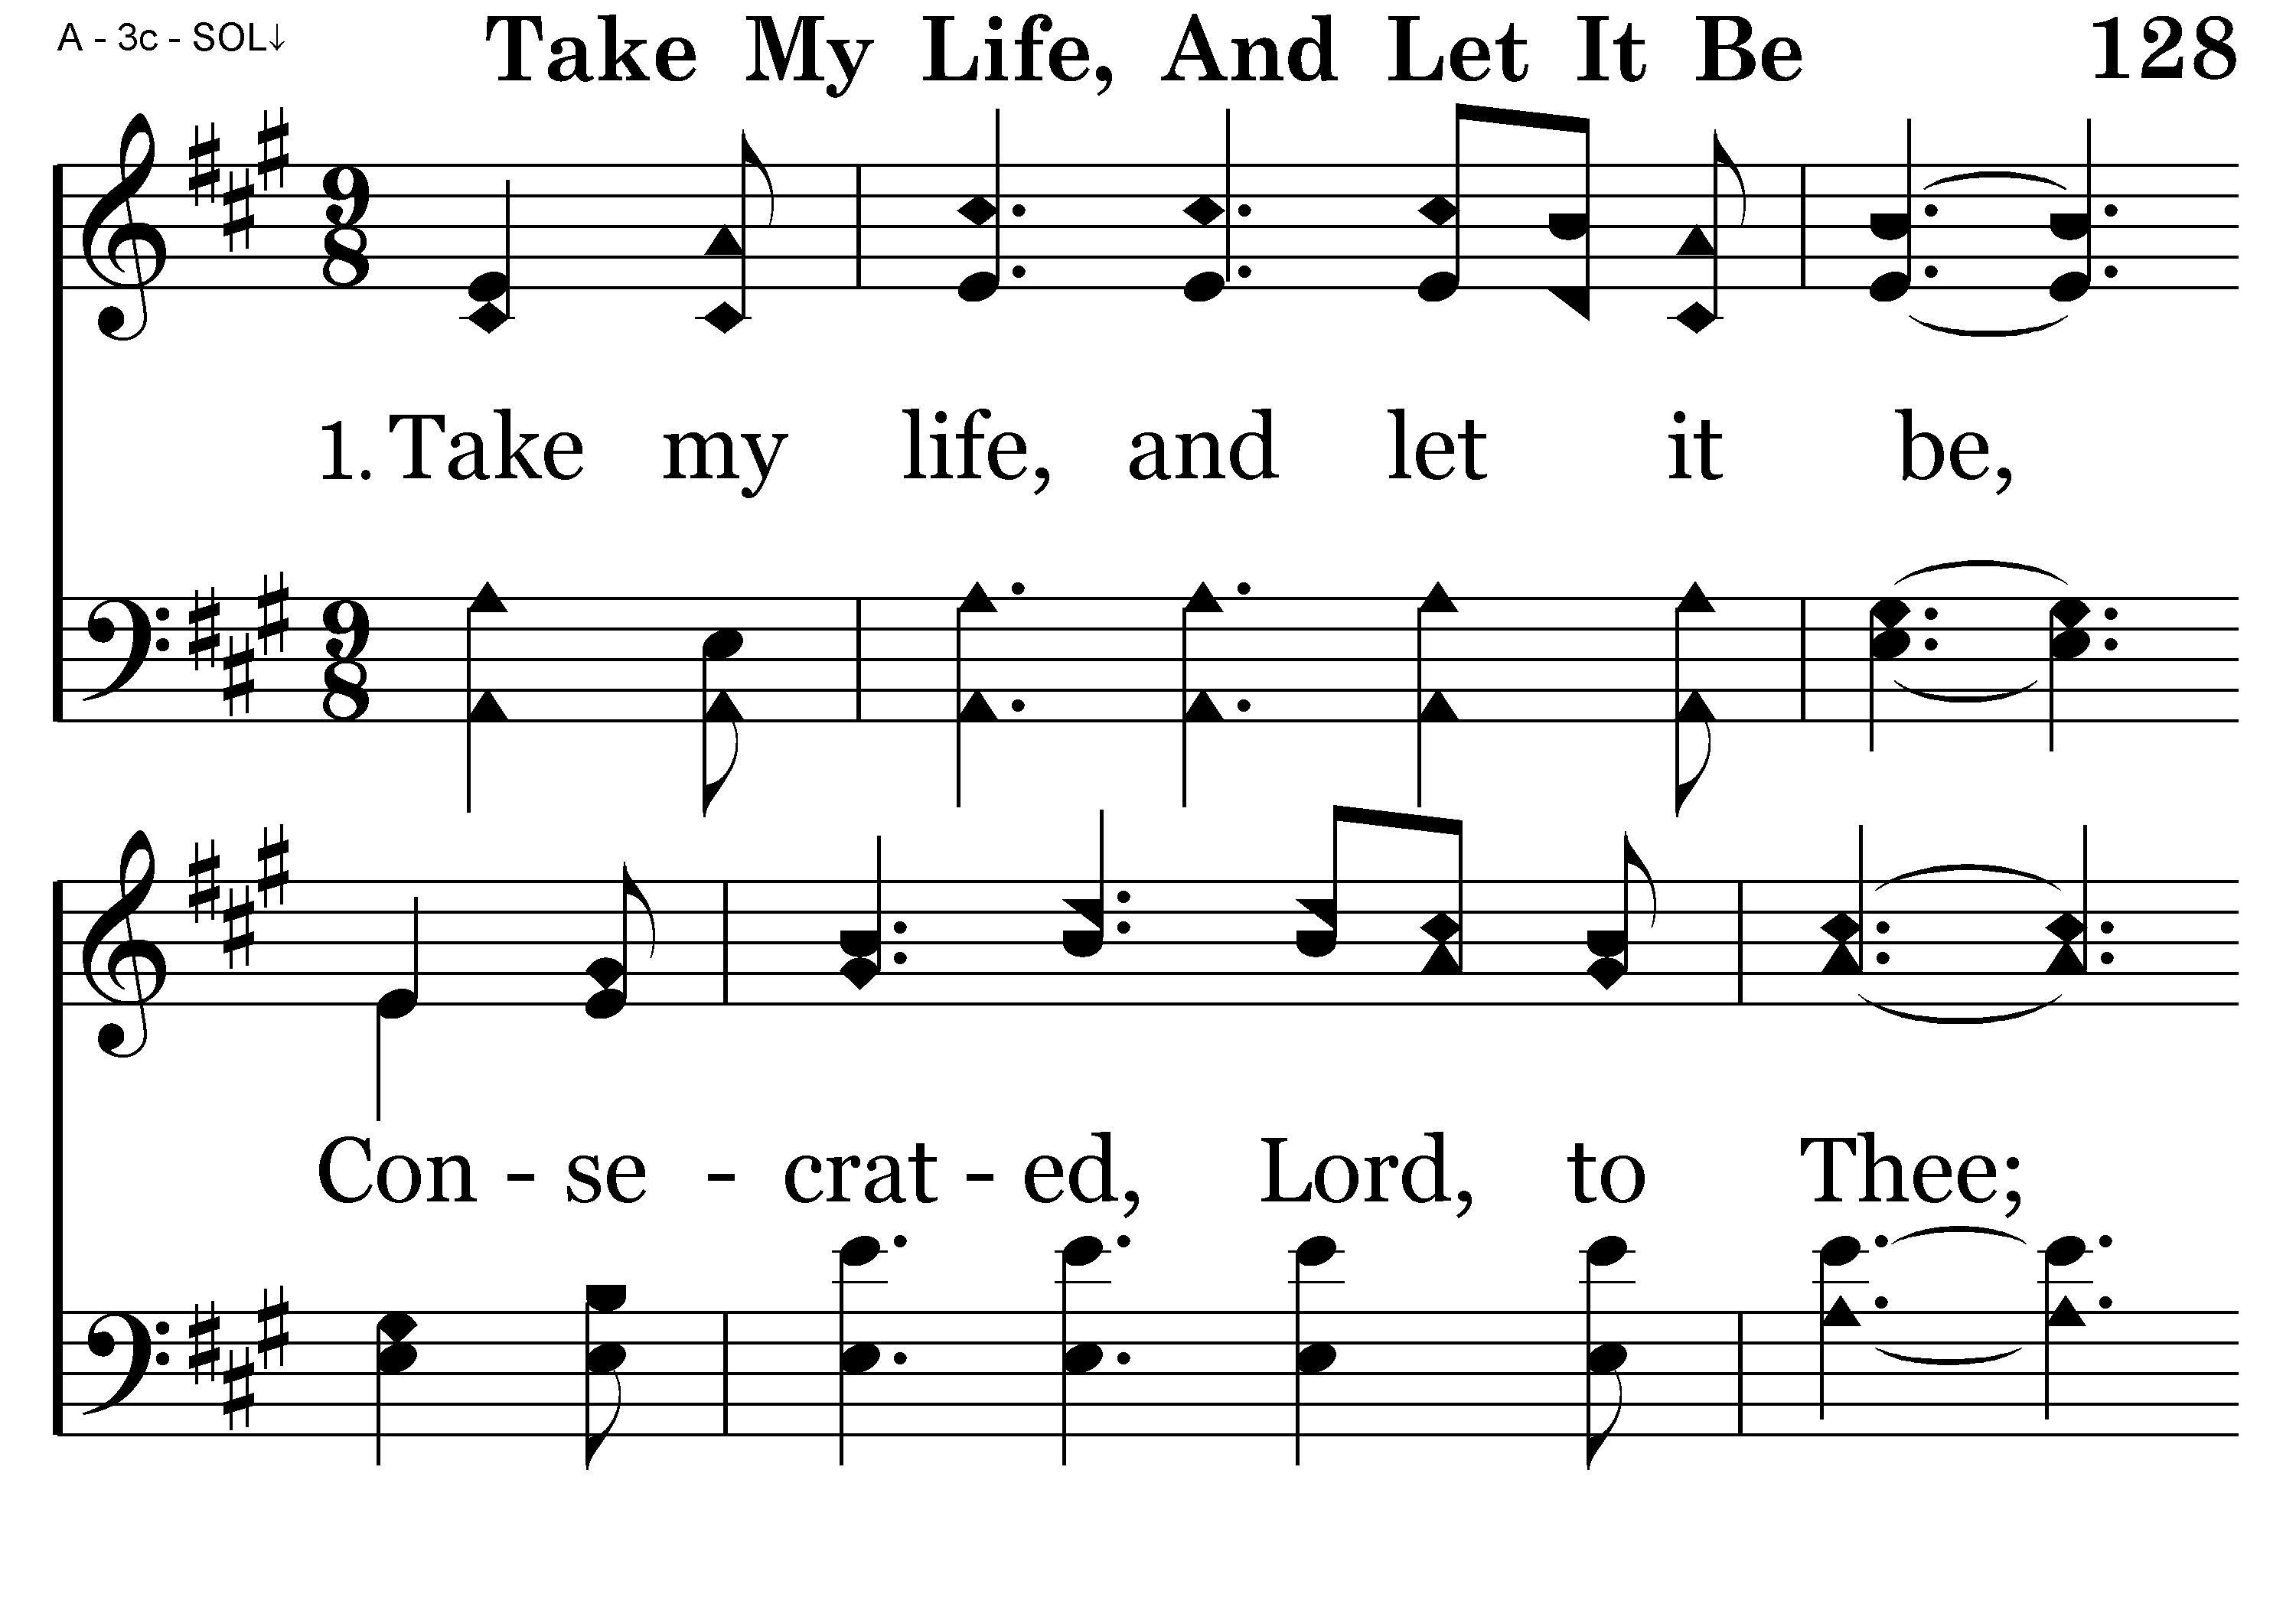 A - 3c - SOL↓
Take My Life, And Let It Be 128
9 8
1. Take my life, and let it be,
9 8
Con - se - crat - ed, Lord, to Thee;